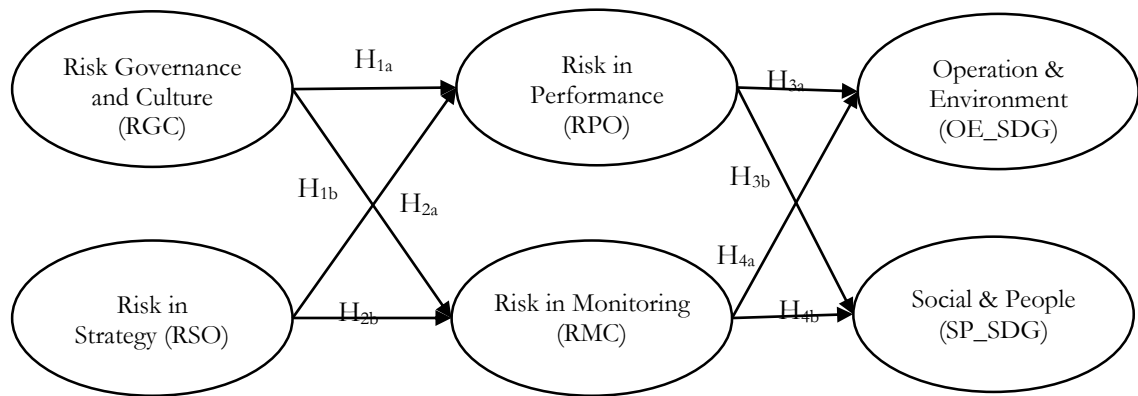 Risk Governance
and Culture
(RGC)
H1a
Risk in
Performance
(RPO)
H3a
Operation &
Environment
(OE_SDG)
H1b
H2a
H3b
H4a
Risk in
Strategy (RSO)
H2b
Risk in Monitoring
(RMC)
H4b
Social & People
(SP_SDG)